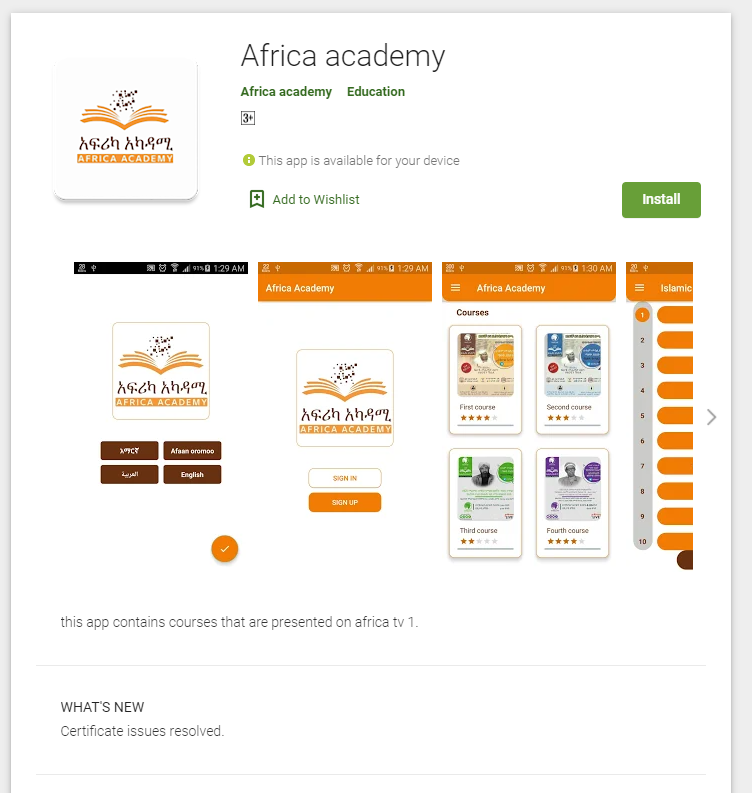 Africa academy
Africa academy Education
3+
This app is available for your device
Add to Wishlist
Install
አፍሪካ አካዳሚ
AFRICA ACADEMY
91% 1:29 AM
አፍሪካ አካዳሚ
AFRICA ACADEMY
አማርኛ
Afaan oromoo
العربية
English
91% 1:29 AM
Africa Academy
አፍሪካ አካዳሚ
AFRICA ACADEMY
SIGN IN
SIGN UP
91% 1:30 AM
Africa Academy
Courses
First course
Second course
Third course
Fourth course
Islamic
1
2
3
4
5
6
7
8
9
10
this app contains courses that are presented on africa tv 1.
WHAT'S NEW
Certificate issues resolved.